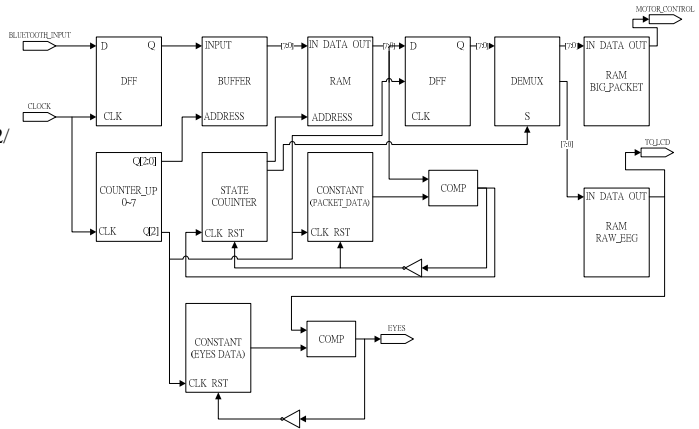 MOTOR_CONTROL
BLUETOOTH_INPUT
D Q
DFF
CLK
INPUT
BUFFER
ADDRESS
[7:0]
IN DATA OUT
RAM
ADDRESS
[7:0]
D Q
DFF
CLK
[7:0]
DEMUX
S
[7:0]
IN DATA OUT
RAM
BIG_PACKET
CLOCK
2/
[7:0]
TO_LCD
Q[2:0]
COUNTER_UP
0~7
CLK Q[2]
STATE
COUINTER
CLK RST
CONSTANT
(PACKET_DATA)
CLK RST
COMP
IN DATA OUT
RAM
RAW_EEG
CONSTANT
(EYES DATA)
CLK RST
COMP
EYES